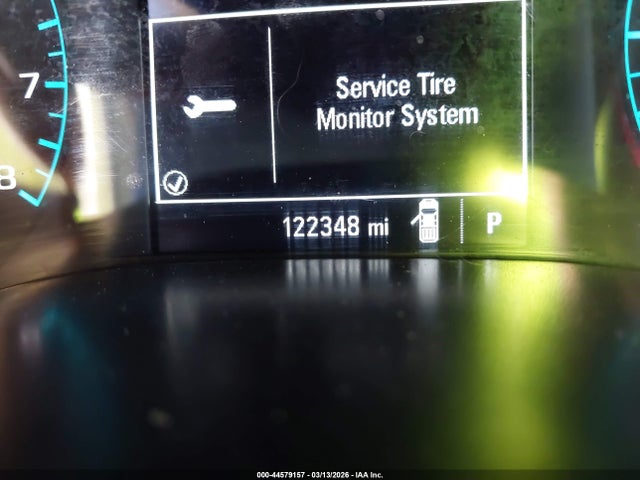 7
8
Service Tire
Monitor System
122348 mi
P
000-44579157 - 03/13/2026 - IAA Inc.